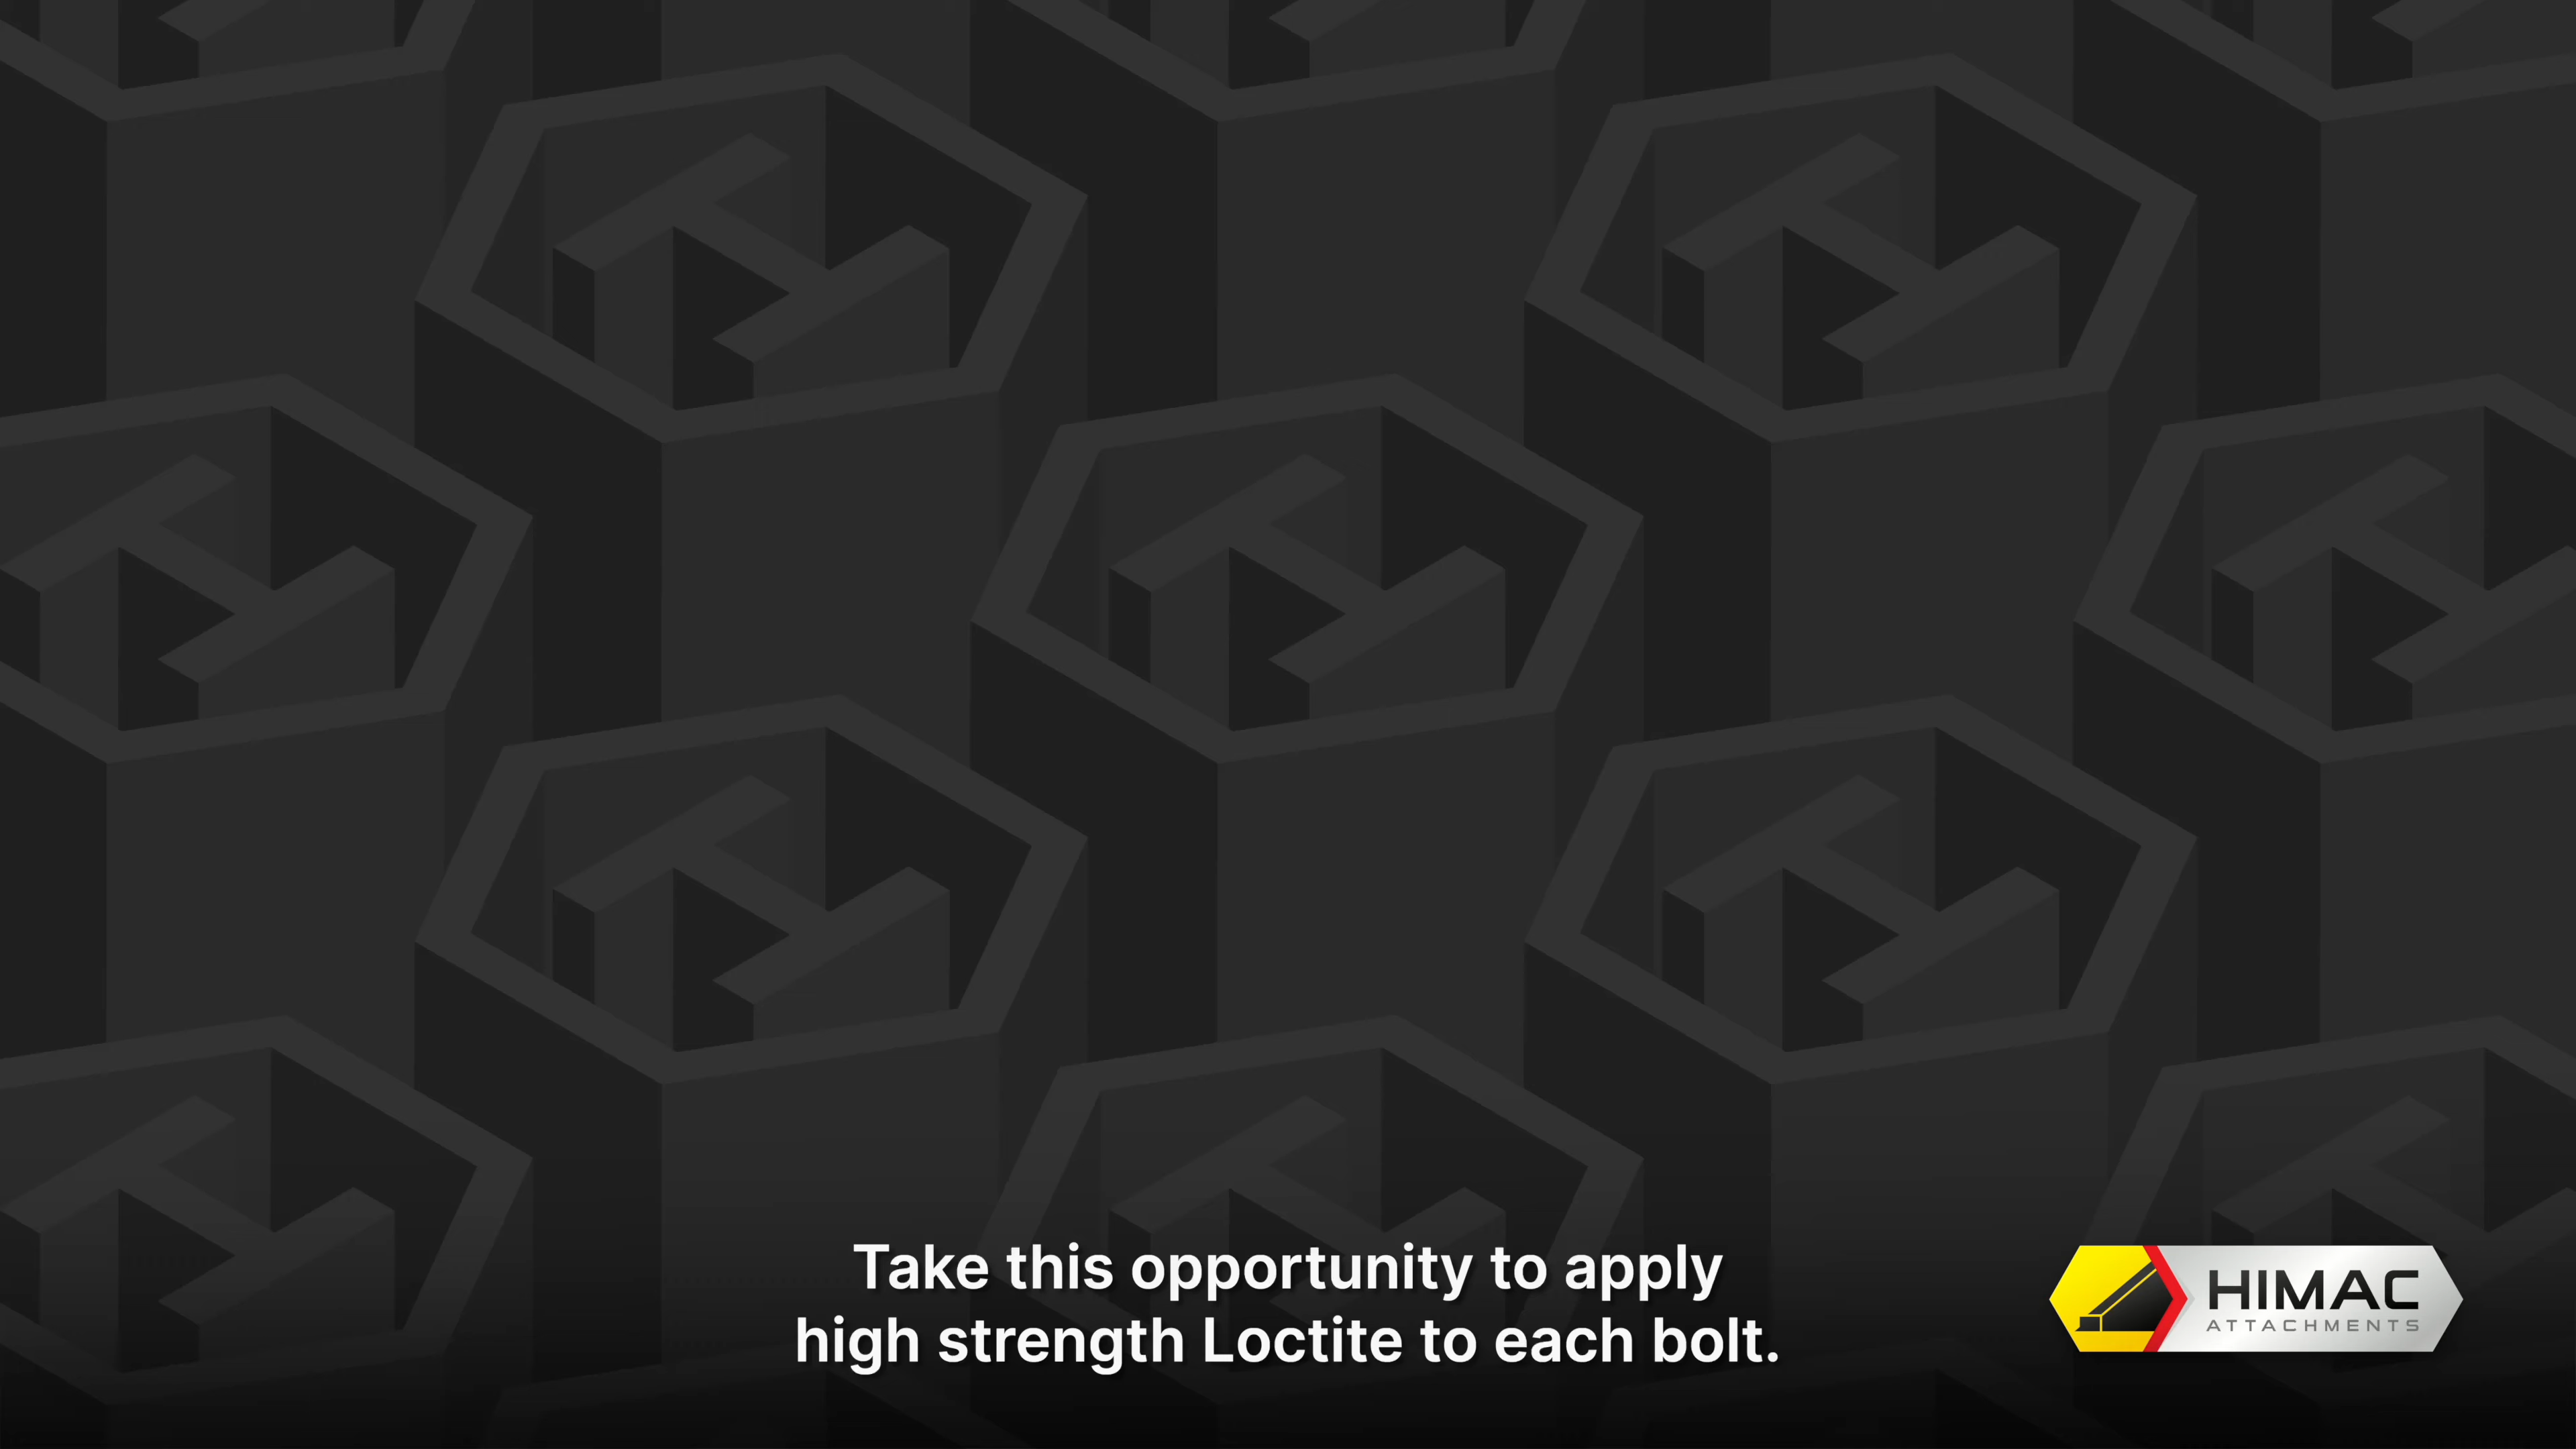 Take this opportunity to apply
high strength Loctite to each bolt.
HIMAC
ATTACHMENTS